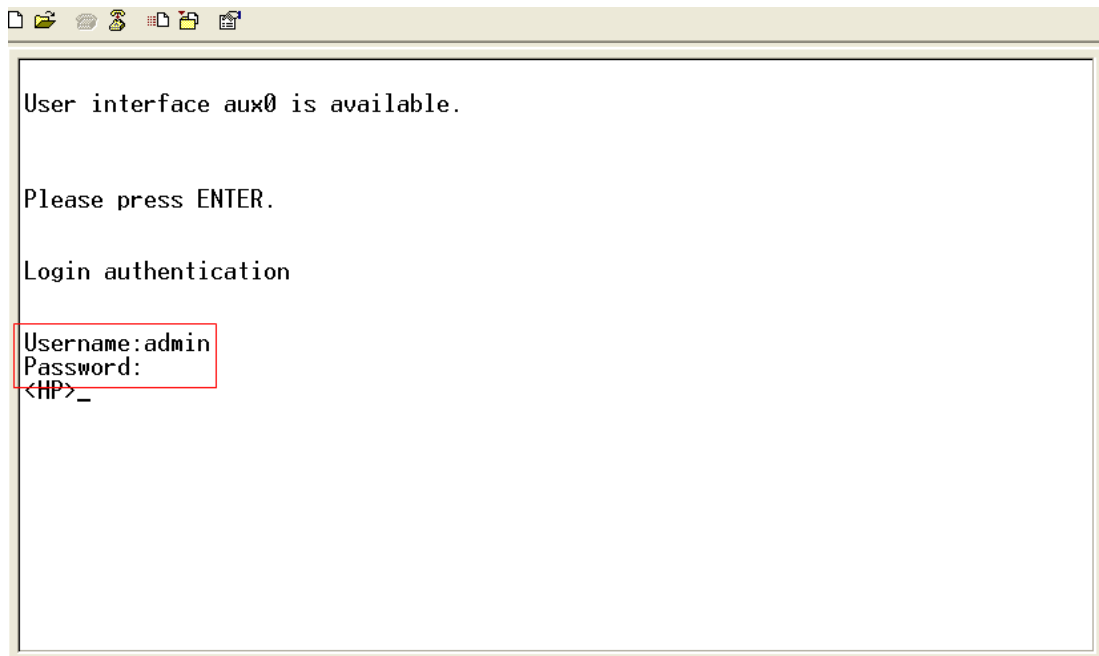 User interface aux0 is available.
Please press ENTER.
Login authentication
Username:admin
Password:
<HP>_